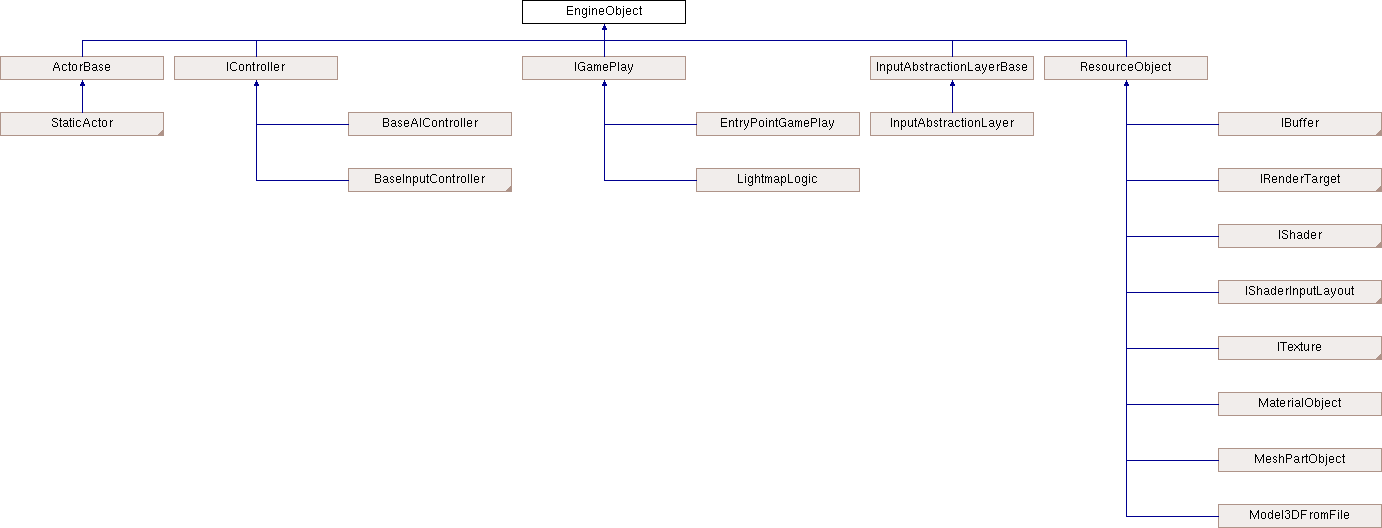 EngineObject
ActorBase
IController
IGamePlay
InputAbstractionLayerBase
ResourceObject
StaticActor
BaseAIController
EntryPointGamePlay
InputAbstractionLayer
IBuffer
BaseInputController
LightmapLogic
IRenderTarget
IShader
IShaderInputLayout
ITexture
MaterialObject
MeshPartObject
Model3DFromFile